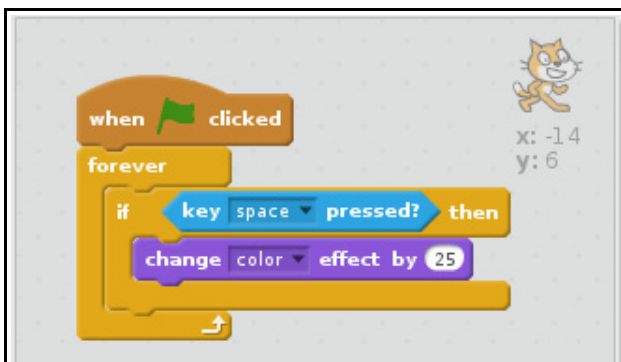 when clicked
x: -14
y: 6
forever
if key space pressed? then
change color effect by 25